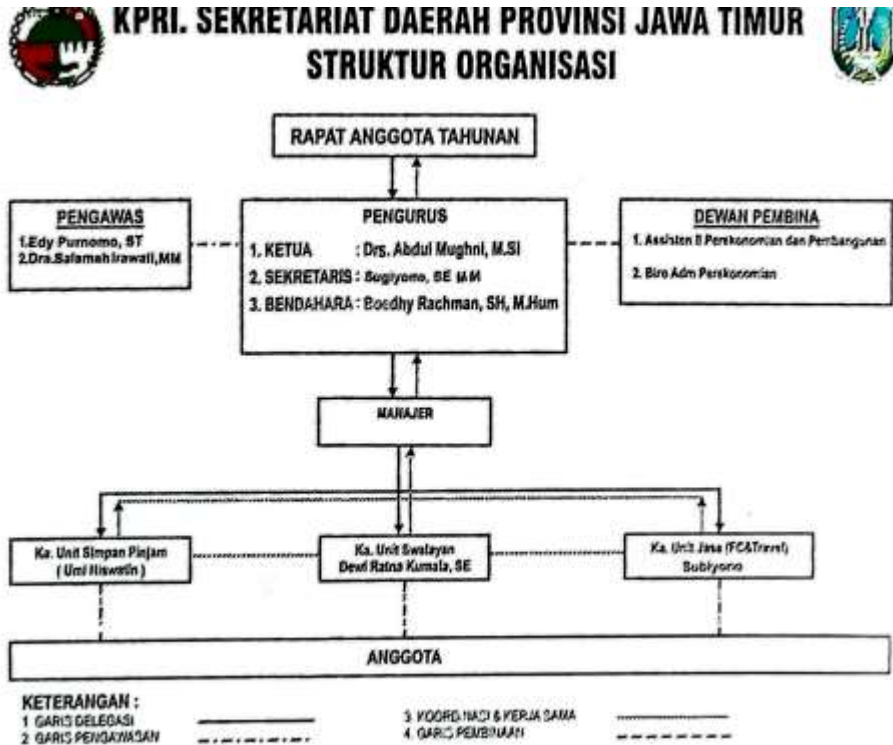 KPRI. SEKRETARIAT DAERAH PROVINSI JAWA TIMUR
STRUKTUR ORGANISASI
RAPAT ANGGOTA TAHUNAN
PENGAWAS
1.Edy Purnomo, ST
2.Dra.Salamah Irawati,MM
PENGURUS
1. KETUA : Drs. Abdul Mughni, M.SI
2. SEKRETARIS : Sugiyono, SE MM
3. BENDAHARA : Boedhy Rachman, SH, M.Hum
DEWAN PEMBINA
1. Assisten II Perekonomian dan Pembangunan
2. Biro Adm Perekonomian
MANAJER
Ka. Unit Simpan Pinjam
( Umi Niswatin )
Ka. Unit Swalayan
Dewi Ratna Kumala, SE
Ka. Unit Jasa (FC&Travel)
Subiyono
ANGGOTA
KETERANGAN :
1 GARIS DELEGASI
2 GARIS PENGAWASAN
3 KOORDINASI & KERJA SAMA
4. GARIS PEMBINAAN